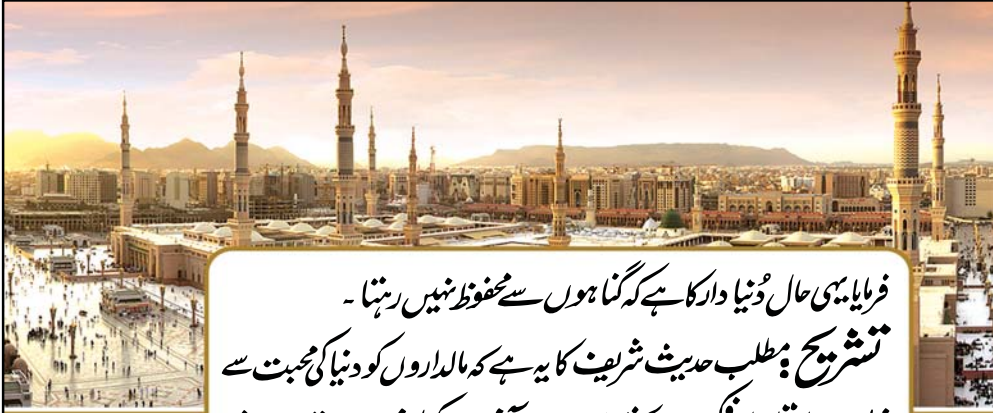 فرمایا یہی حال دُنیا دار کا ہے کہ گناہوں سے محفوظ نہیں رہتا ۔
تشریح : مطلب حدیث شریف کا یہ ہے کہ مالداروں کو دنیا کی محبت سے